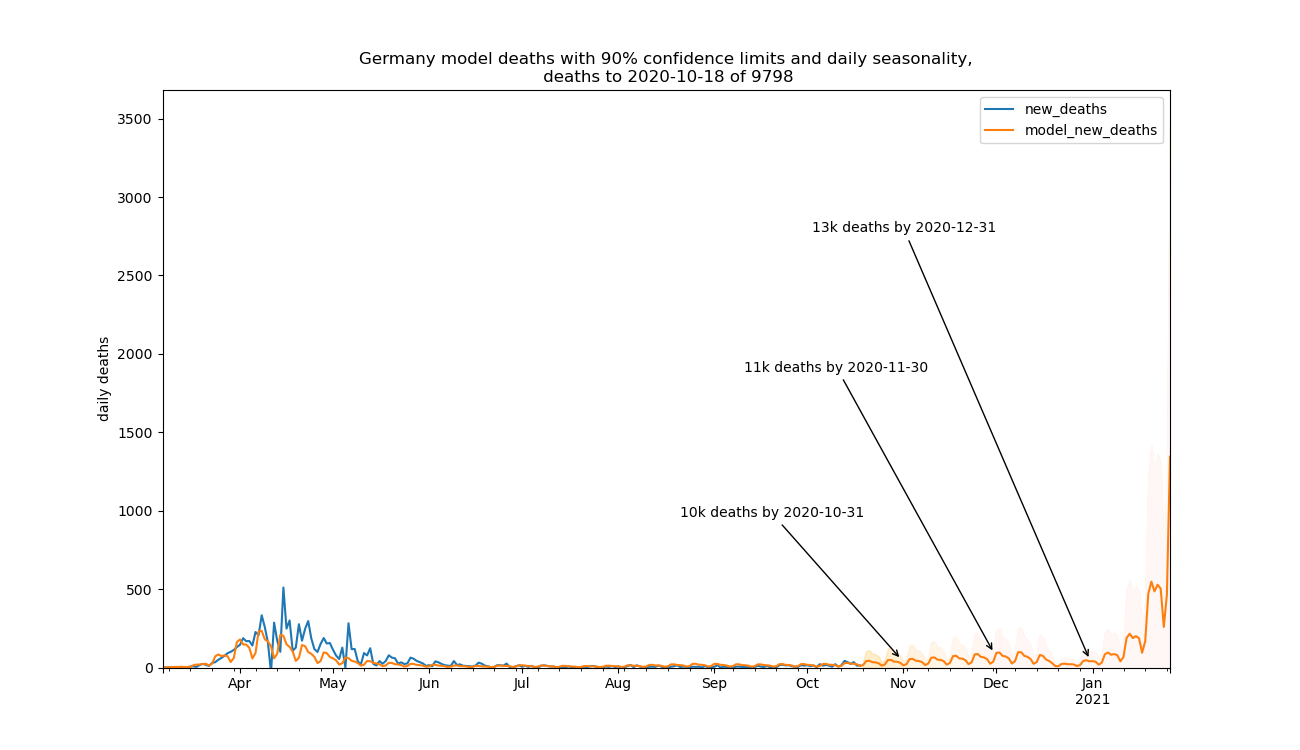 Germany model deaths with 90% confidence limits and daily seasonality,
deaths to 2020-10-18 of 9798
new_deaths
model_new_deaths
daily deaths
3500
3000
2500
2000
1500
1000
500
0
13k deaths by 2020-12-31
11k deaths by 2020-11-30
10k deaths by 2020-10-31
Apr May Jun Jul Aug Sep Oct Nov Dec Jan
2021